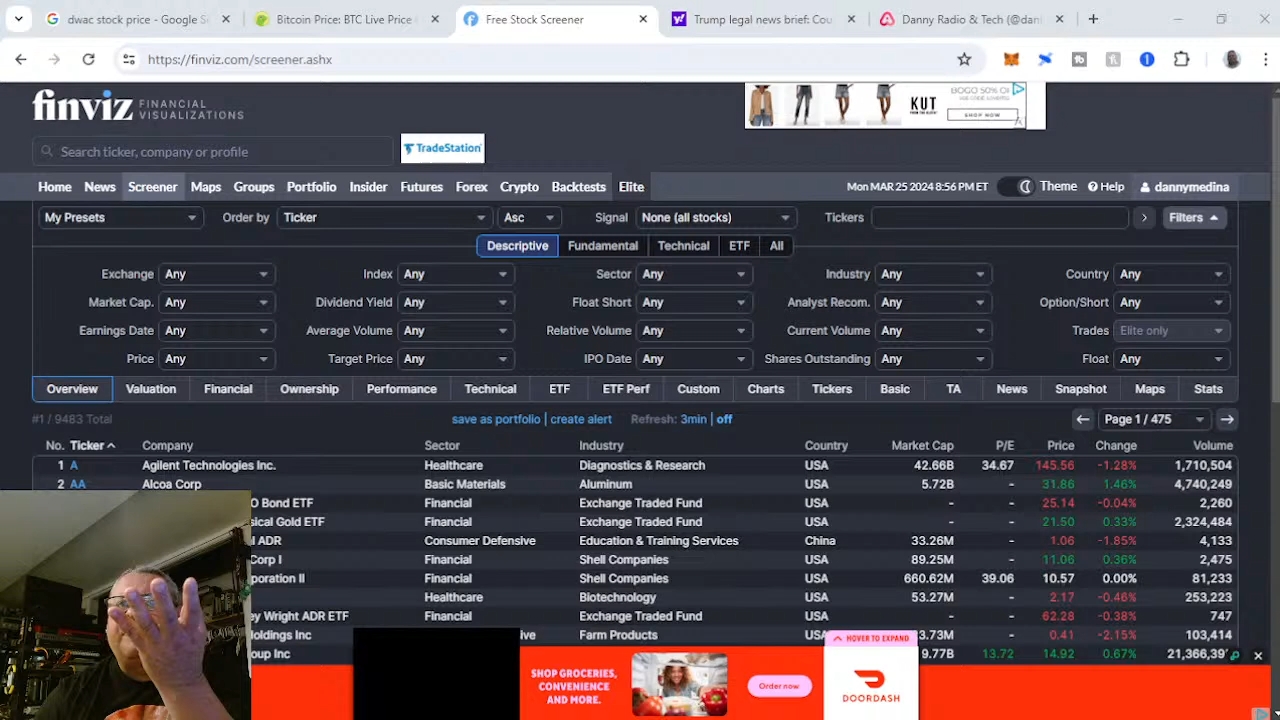 dwac stock price - Google S
Bitcoin Price: BTC Live Price
Free Stock Screener
Trump legal news brief: Cou
Danny Radio & Tech (@dan
https://finviz.com/screener.ashx
finviz FINANCIAL VISUALIZATIONS
BOGO 50% O
KUT
SHOP NOW
Search ticker, company or profile
TradeStation
Home News Screener Maps Groups Portfolio Insider Futures Forex Crypto Backtests Elite Mon MAR 25 2024 8:56 PM ET Theme Help dannymedina
My Presets Order by Ticker Asc Signal None (all stocks) Tickers Filters
Descriptive Fundamental Technical ETF All
Exchange Any Index Any Sector Any Industry Any Country Any
Market Cap. Any Dividend Yield Any Float Short Any Analyst Recom. Any Option/Short Any
Earnings Date Any Average Volume Any Relative Volume Any Current Volume Any Trades Elite only
Price Any Target Price Any IPO Date Any Shares Outstanding Any Float Any
Overview Valuation Financial Ownership Performance Technical ETF ETF Perf Custom Charts Tickers Basic TA News Snapshot Maps Stats
#1 / 9483 Total save as portfolio | create alert Refresh: 3min | off Page 1 / 475
No. Ticker Company Sector Industry Country Market Cap P/E Price Change Volume
1 A Agilent Technologies Inc. Healthcare Diagnostics & Research USA 42.66B 34.67 145.56 -1.28% 1,710,504
2 AA Alcoa Corp Basic Materials Aluminum USA 5.72B - 31.86 1.46% 4,740,249
O Bond ETF Financial Exchange Traded Fund USA - - 25.14 -0.04% 2,260
sical Gold ETF Financial Exchange Traded Fund USA - - 21.50 0.33% 2,324,484
l ADR Consumer Defensive Education & Training Services China 33.26M - 1.06 -1.85% 4,133
Corp I Financial Shell Companies USA 89.25M - 11.06 0.36% 2,475
poration II Financial Shell Companies USA 660.62M 39.06 10.57 0.00% 81,233
Healthcare Biotechnology USA 53.27M - 2.17 -0.46% 253,223
ey Wright ADR ETF Financial Exchange Traded Fund USA - - 62.28 -0.38% 747
Holdings Inc ve Farm Products USA 3.73M - 0.41 -2.15% 103,414
oup Inc 9.77B 13.72 14.92 0.67% 21,366,39
HOVER TO EXPAND
SHOP GROCERIES,
CONVENIENCE
AND MORE.
Order now
DOORDASH